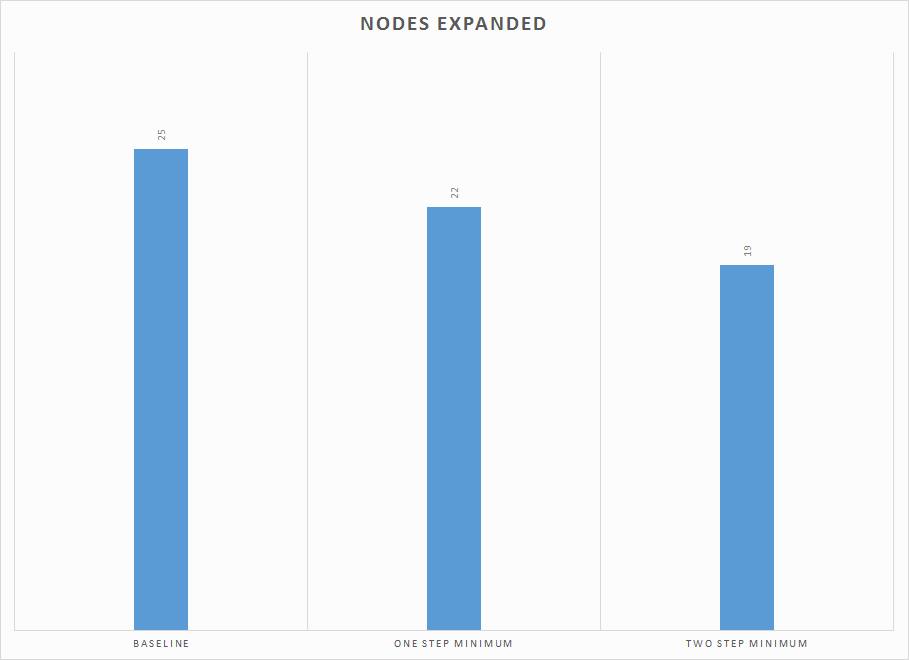 NODES EXPANDED
25
22
19
BASELINE
ONE STEP MINIMUM
TWO STEP MINIMUM